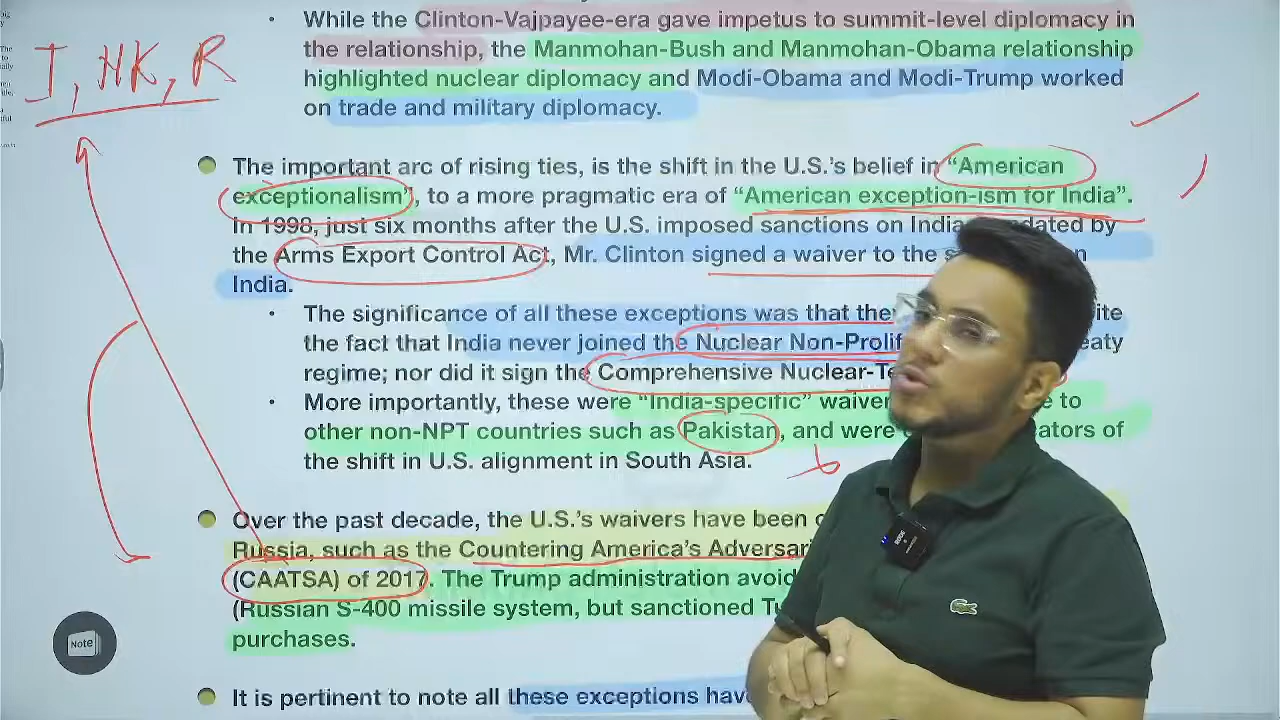 While the Clinton-Vajpayee-era gave impetus to summit-level diplomacy in
the relationship, the Manmohan-Bush and Manmohan-Obama relationship
highlighted nuclear diplomacy and Modi-Obama and Modi-Trump worked
on trade and military diplomacy.
I, NK, R
The important arc of rising ties, is the shift in the U.S.'s belief in "American
exceptionalism", to a more pragmatic era of "American exception-ism for India".
In 1998, just six months after the U.S. imposed sanctions on India dated by
the Arms Export Control Act, Mr. Clinton signed a waiver to the
India.
The significance of all these exceptions was that
the fact that India never joined the Nuclear Non-Prolif eaty
regime; nor did it sign the Comprehensive Nuclear-Te
More importantly, these were "India-specific" waiver to
other non-NPT countries such as Pakistan, and were ators of
the shift in U.S. alignment in South Asia.
Over the past decade, the U.S.'s waivers have been
Russia, such as the Countering America's Adversar
(CAATSA) of 2017. The Trump administration avoid
(Russian S-400 missile system, but sanctioned Tu
purchases.
Note
It is pertinent to note all these exceptions hav